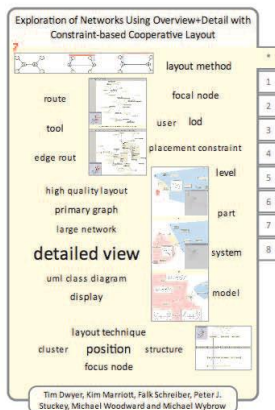 Exploration of Networks Using Overview+Detail with
Constraint-based Cooperative Layout
7
layout method
*
route
focal node
1
tool
user
lod
2
edge rout
placement constraint
3
level
4
high quality layout
primary graph
part
5
large network
6
detailed view
system
7
uml class diagram
display
model
8
layout technique
cluster
position
structure
focus node
Tim Dwyer, Kim Marriott, Falk Schreiber, Peter J.
Stuckey, Michael Woodward and Michael Wybrow